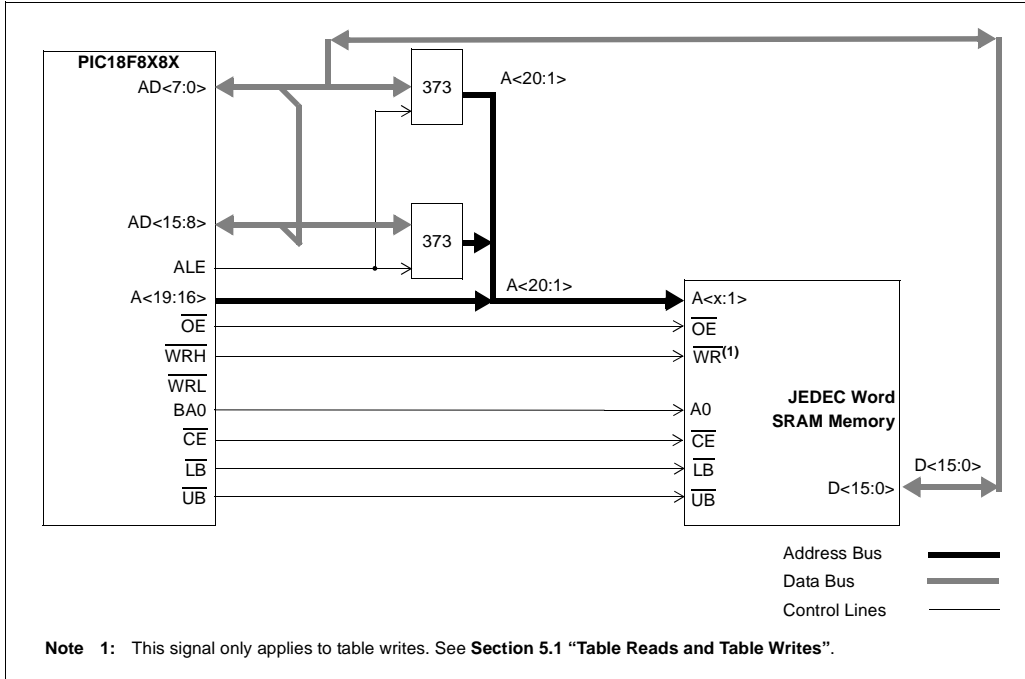 PIC18F8X8X
AD<7:0>
373
A<20:1>
AD<15:8>
373
ALE
A<19:16>
A<20:1>
A<x:1>
OE
OE
WRH
WR(1)
WRL
JEDEC Word
SRAM Memory
BA0
A0
CE
CE
LB
LB
D<15:0>
D<15:0>
UB
UB
Address Bus
Data Bus
Control Lines
Note 1: This signal only applies to table writes. See Section 5.1 “Table Reads and Table Writes”.